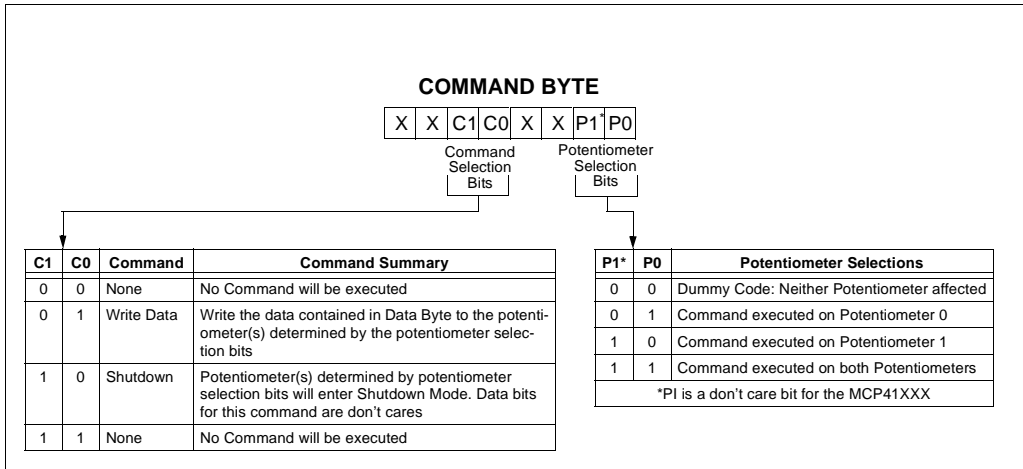 COMMAND BYTE
X X C1 C0 X X P1* P0
Command
Selection
Bits
Potentiometer
Selection
Bits
C1 C0 Command Command Summary
0 0 None No Command will be executed
0 1 Write Data Write the data contained in Data Byte to the potenti-
ometer(s) determined by the potentiometer selec-
tion bits
1 0 Shutdown Potentiometer(s) determined by potentiometer
selection bits will enter Shutdown Mode. Data bits
for this command are don't cares
1 1 None No Command will be executed
P1* P0 Potentiometer Selections
0 0 Dummy Code: Neither Potentiometer affected
0 1 Command executed on Potentiometer 0
1 0 Command executed on Potentiometer 1
1 1 Command executed on both Potentiometers
*PI is a don't care bit for the MCP41XXX